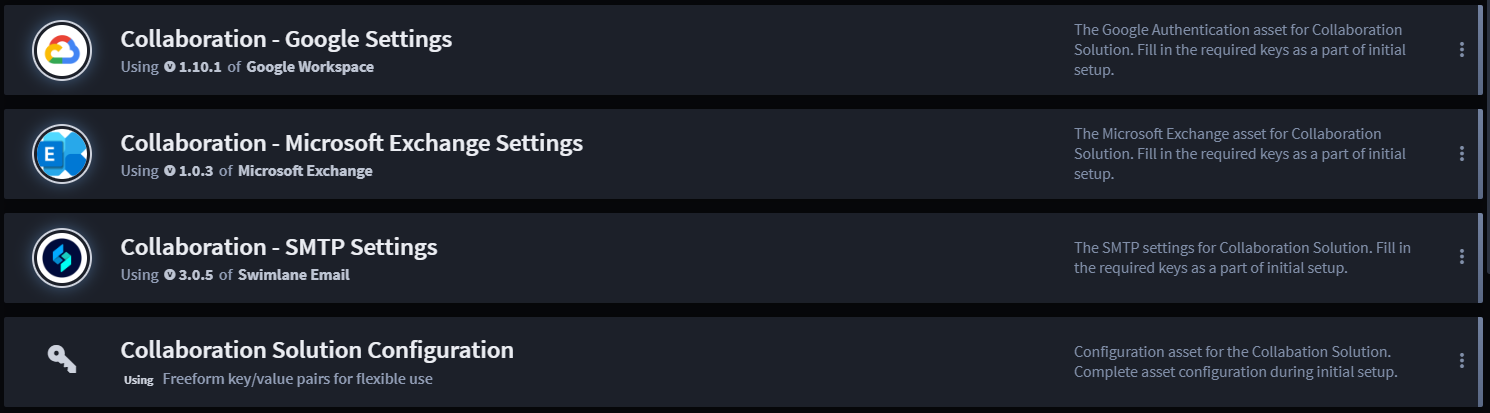 Collaboration - Google Settings
Using v 1.10.1 of Google Workspace
The Google Authentication asset for Collaboration
Solution. Fill in the required keys as a part of initial
setup.
E
Collaboration - Microsoft Exchange Settings
Using v 1.0.3 of Microsoft Exchange
The Microsoft Exchange asset for Collaboration
Solution. Fill in the required keys as a part of initial
setup.
Collaboration - SMTP Settings
Using v 3.0.5 of Swimlane Email
The SMTP settings for Collaboration Solution. Fill in
the required keys as a part of initial setup.
Collaboration Solution Configuration
Using Freeform key/value pairs for flexible use
Configuration asset for the Collabation Solution.
Complete asset configuration during initial setup.